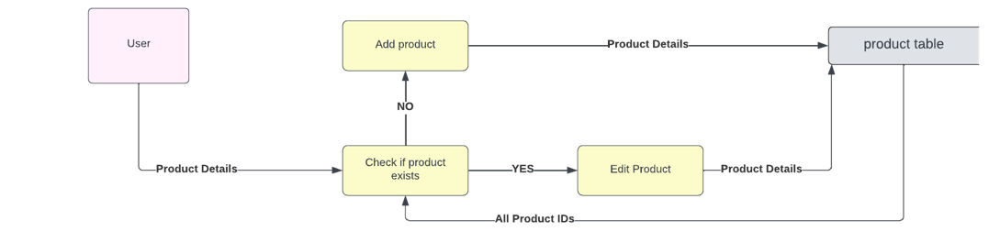 User
Add product
Product Details
product table
NO
Product Details
Check if product
exists
YES
Edit Product
Product Details
All Product IDs